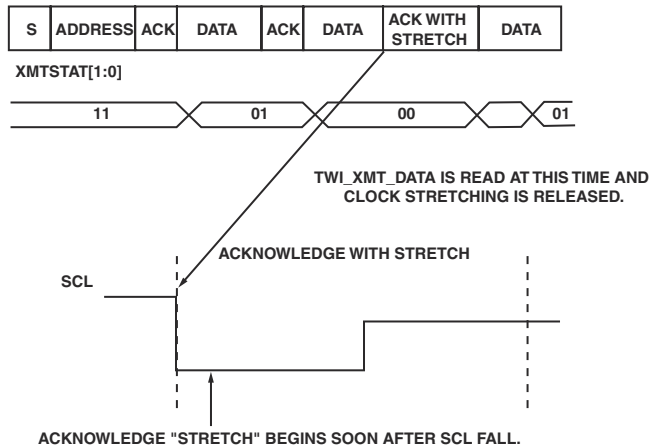 S ADDRESS ACK DATA ACK DATA ACK WITH STRETCH DATA
XMTSTAT[1:0]
11 01 00 01
TWI_XMT_DATA IS READ AT THIS TIME AND
CLOCK STRETCHING IS RELEASED.
ACKNOWLEDGE WITH STRETCH
SCL
ACKNOWLEDGE "STRETCH" BEGINS SOON AFTER SCL FALL.